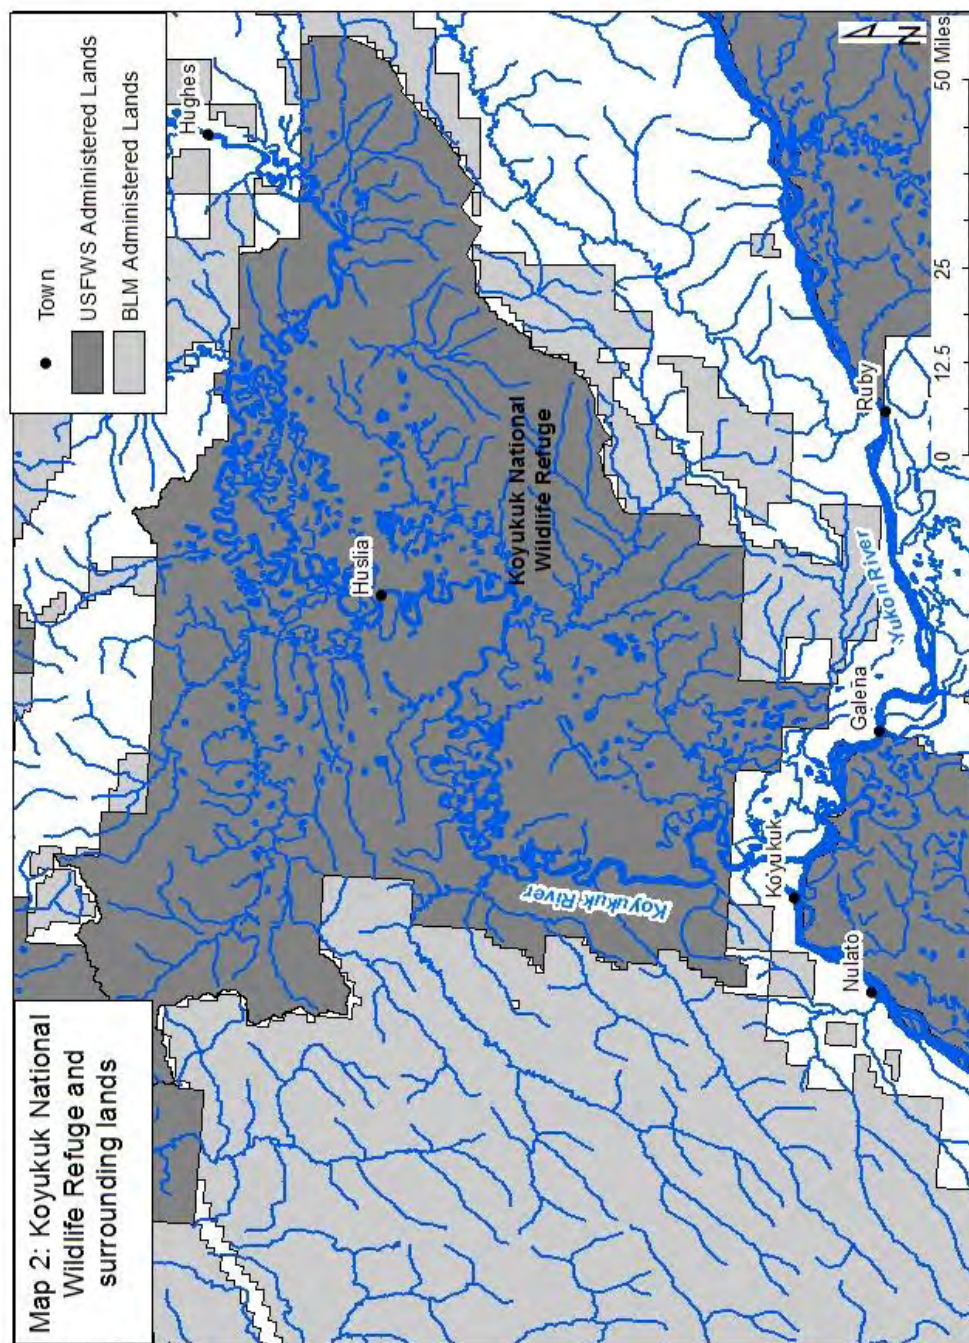 Map 2: Koyukuk National
Wildlife Refuge and
surrounding lands
Town
USFWS Administered Lands
BLM Administered Lands
Hughes
Huslia
Koyukuk National
Wildlife Refuge
Koyukuk River
Koyukuk
Nulato
Galena
Yukon River
Ruby
N
0 12.5 25 50 Miles